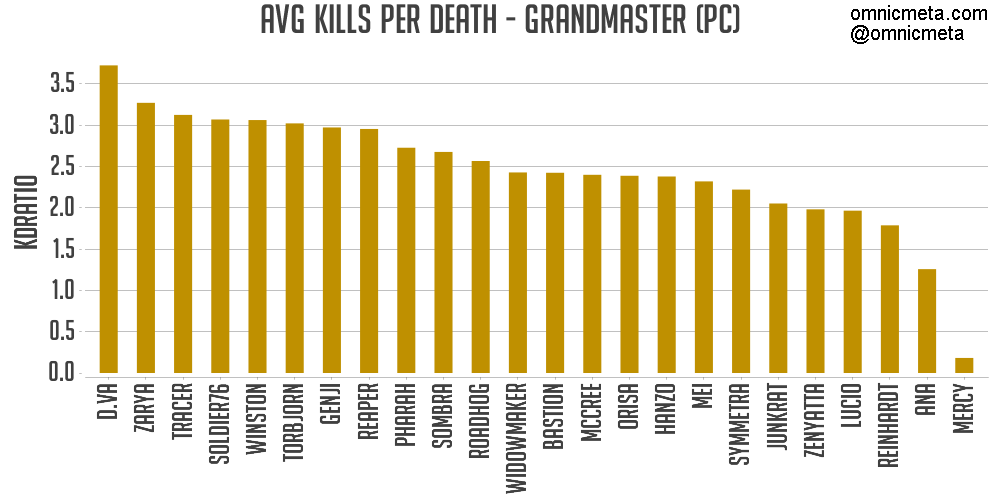 AVG KILLS PER DEATH - GRANDMASTER (PC)
omnicmeta.com
@omnicmeta
KDRATIO
3.5
3.0
2.5
2.0
1.5
1.0
0.5
0.0
D.VA
ZARYA
TRACER
SOLDIER76
WINSTON
TORBJORN
GENJI
REAPER
PHARAH
SOMBRA
ROADHOG
WIDOWMAKER
BASTION
MCCREE
ORISA
HANZO
MEI
SYMMETRA
JUNKRAT
ZENYATTA
LUCIO
REINHARDT
ANA
MERCY